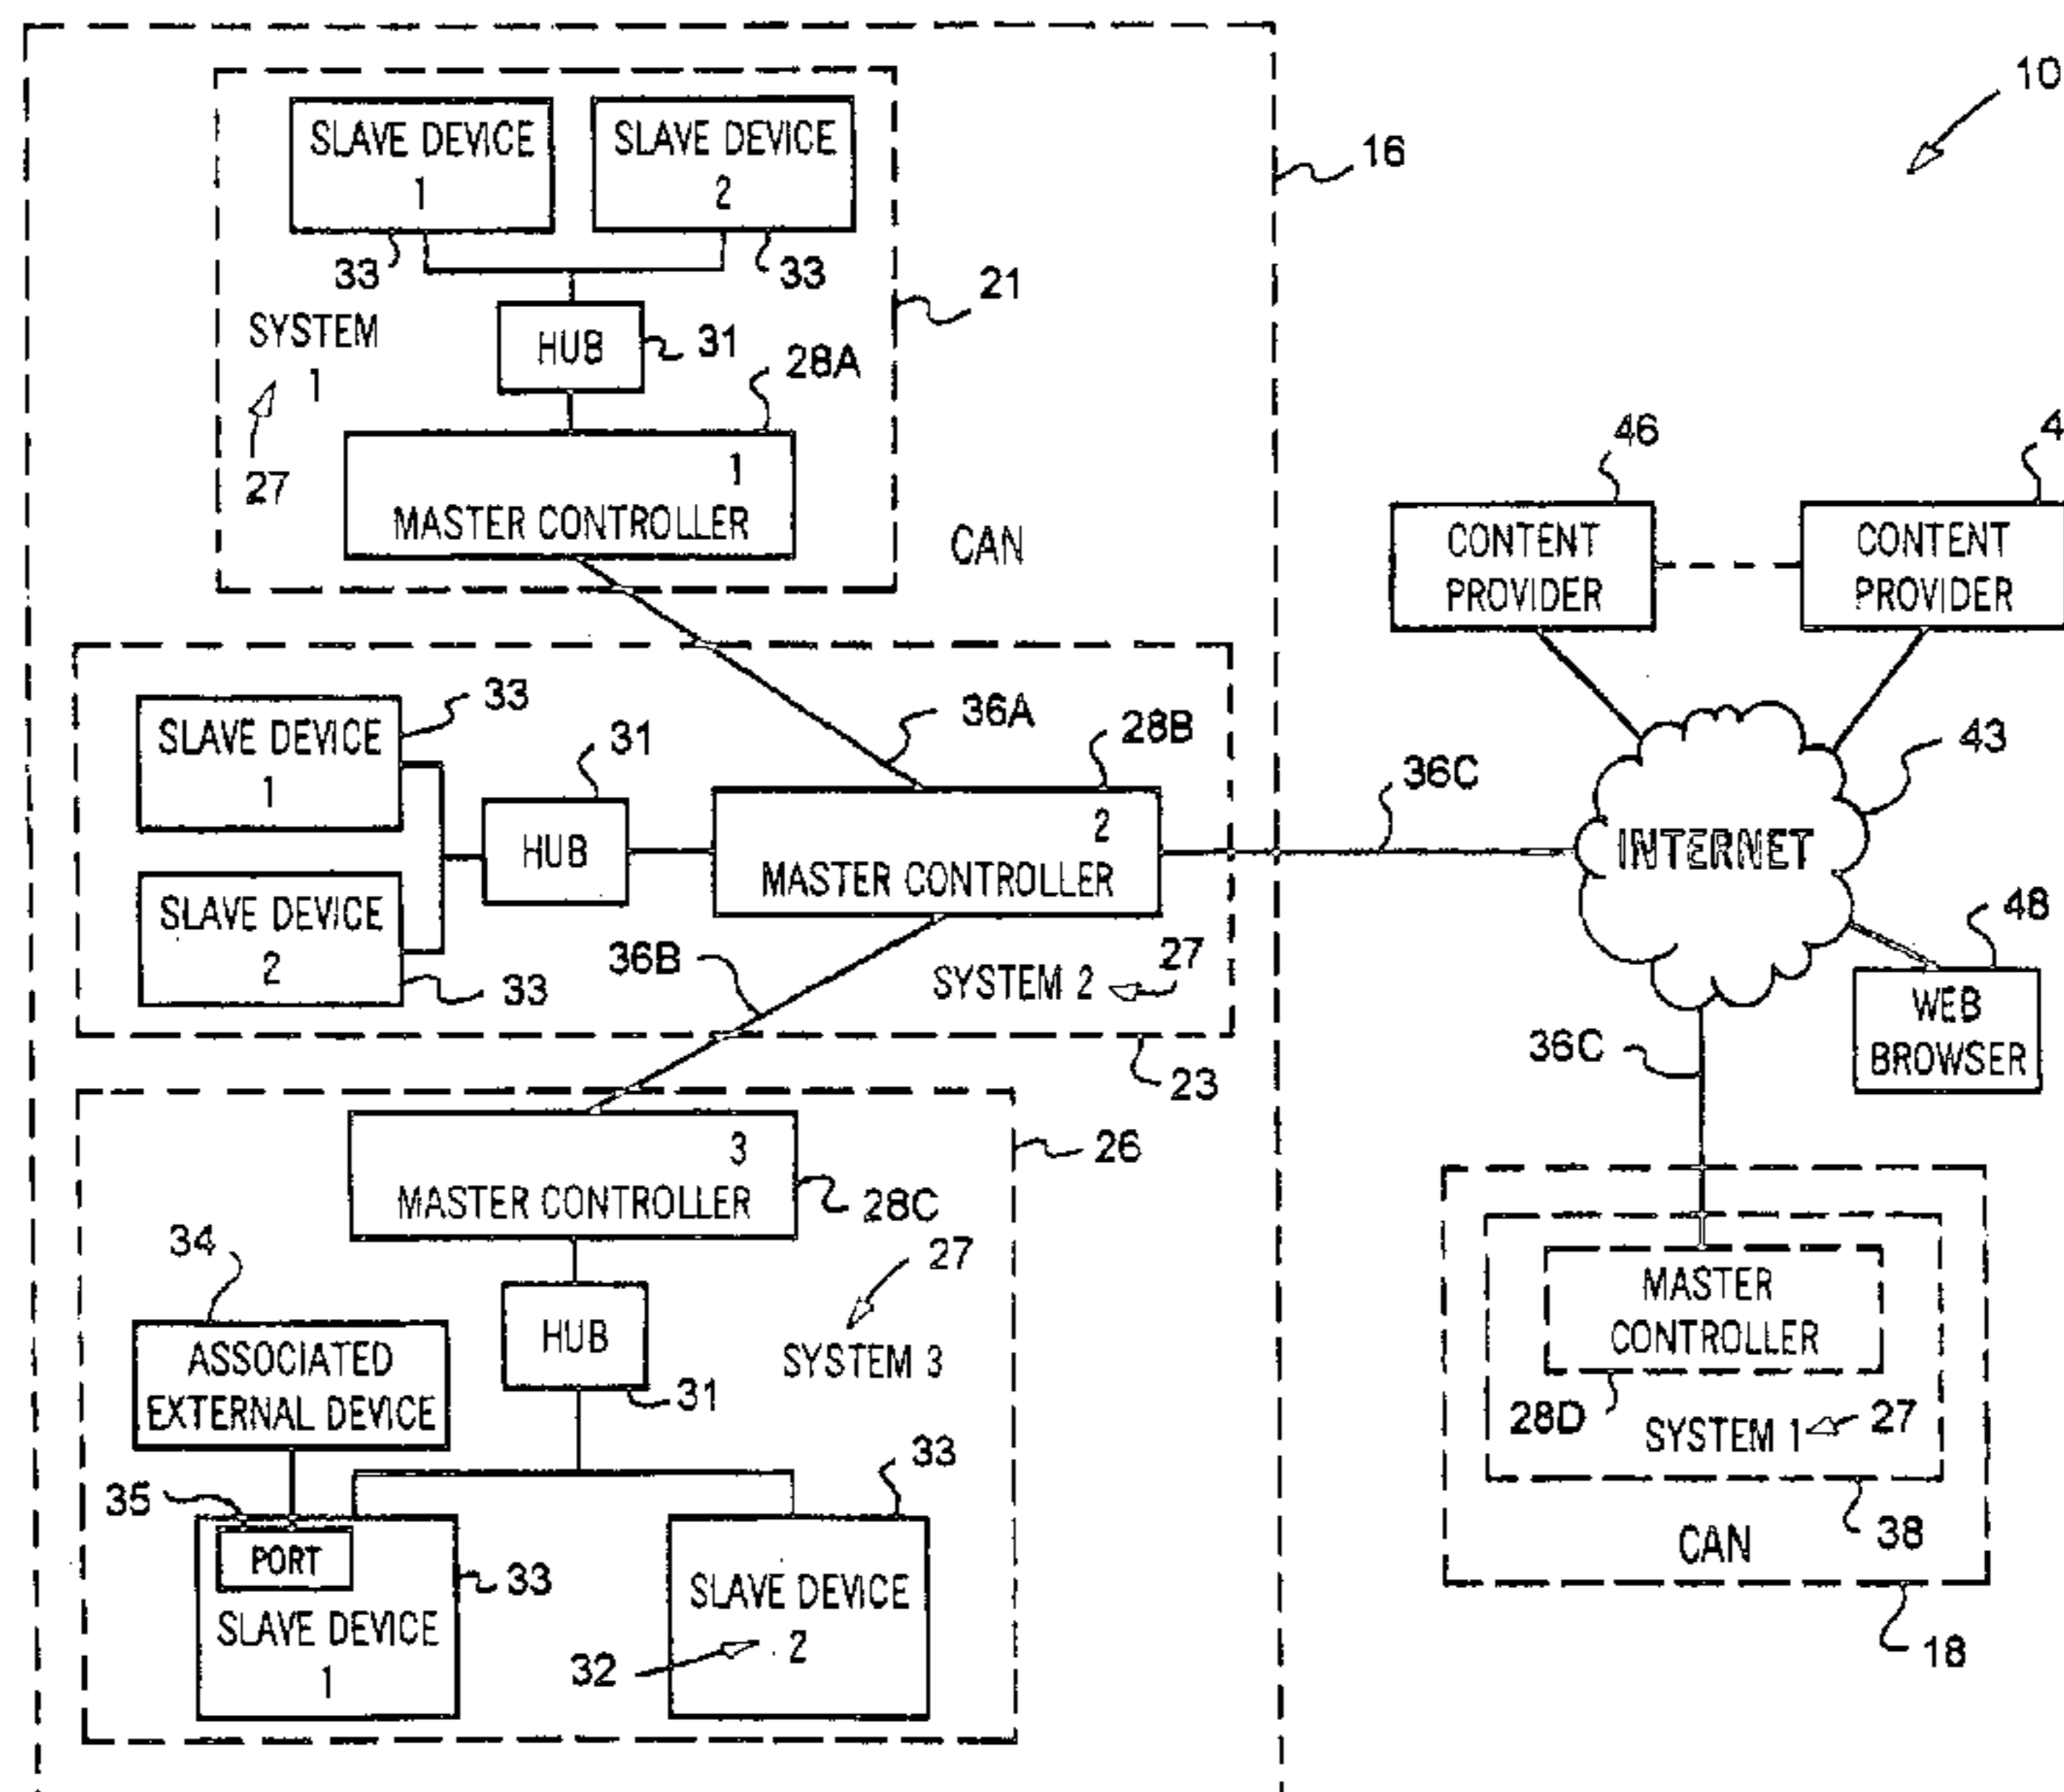 10
16
SLAVE DEVICE
1
SLAVE DEVICE
2
33
33
21
SYSTEM
1
27
HUB
31
28A
1
MASTER CONTROLLER
CAN
46
4
CONTENT
PROVIDER
CONTENT
PROVIDER
SLAVE DEVICE
1
33
31
36A
28B
36C
43
HUB
2
MASTER CONTROLLER
INTERNET
SLAVE DEVICE
2
33
36B
SYSTEM 2
27
23
48
WEB
BROWSER
36C
3
MASTER CONTROLLER
26
28C
34
27
HUB
31
SYSTEM 3
ASSOCIATED
EXTERNAL DEVICE
MASTER
CONTROLLER
28D
SYSTEM 1
27
38
CAN
18
35
PORT
33
SLAVE DEVICE
1
33
SLAVE DEVICE
2
32